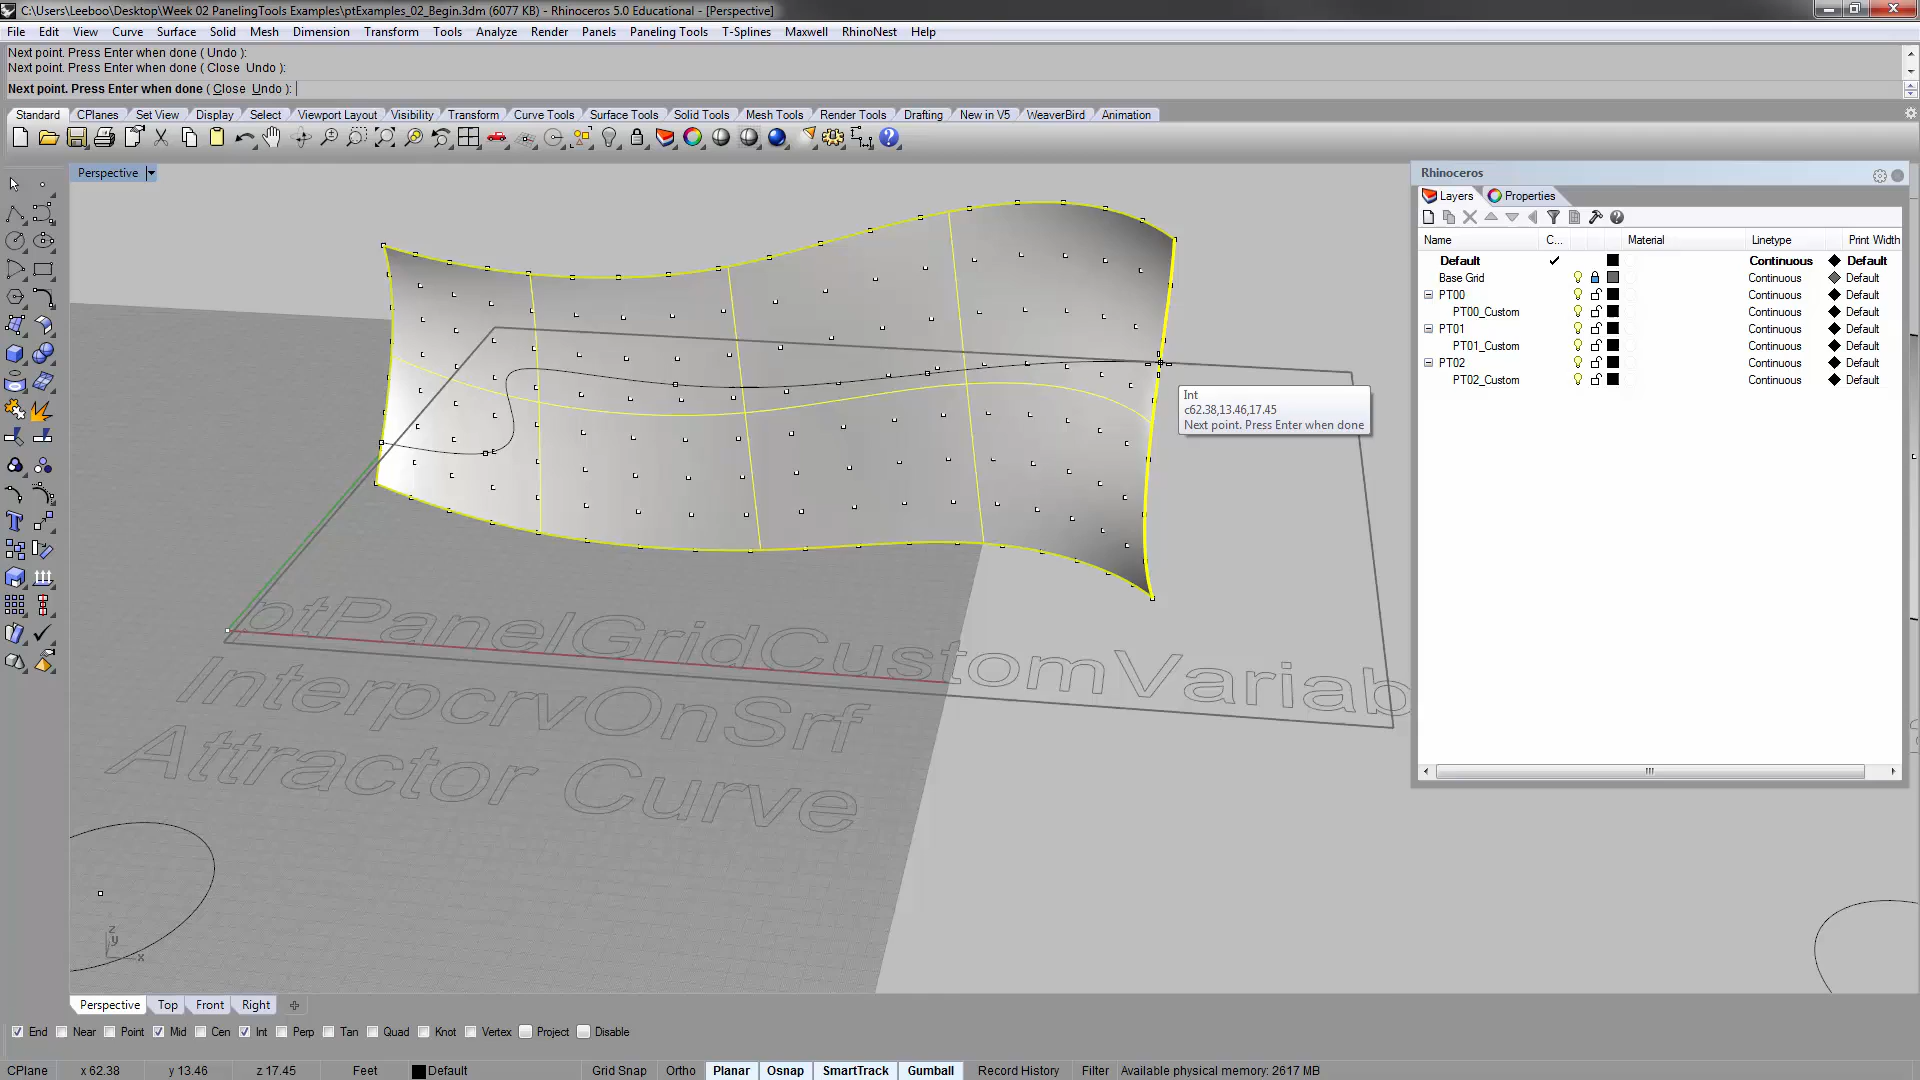 C:\Users\Leeboo\Desktop\Week 02 PanelingTools Examples\ptExamples_02_Begin.3dm (6077 KB) - Rhinoceros 5.0 Educational - [Perspective]
File Edit View Curve Surface Solid Mesh Dimension Transform Tools Analyze Render Panels Paneling Tools T-Splines Maxwell RhinoNest Help
Next point. Press Enter when done ( Undo ):
Next point. Press Enter when done ( Close Undo ):
Next point. Press Enter when done ( Close Undo ):
Standard CPlanes Set View Display Select Viewport Layout Visibility Transform Curve Tools Surface Tools Solid Tools Mesh Tools Render Tools Drafting New in V5 WeaverBird Animation
Perspective
Rhinoceros
Layers Properties
Name C... Material Linetype Print Width
Default Continuous Default
Base Grid Continuous Default
PT00 Continuous Default
PT00_Custom Continuous Default
PT01 Continuous Default
PT01_Custom Continuous Default
PT02 Continuous Default
PT02_Custom Continuous Default
Int
c62.38,13.46,17.45
Next point. Press Enter when done
ptPanelGridCustomVariab
InterpcrvOnSrf
Attractor Curve
z
y
x
Perspective Top Front Right
End Near Point Mid Cen Int Perp Tan Quad Knot Vertex Project Disable
CPlane x 62.38 y 13.46 z 17.45 Feet Default Grid Snap Ortho Planar Osnap SmartTrack Gumball Record History Filter Available physical memory: 2617 MB